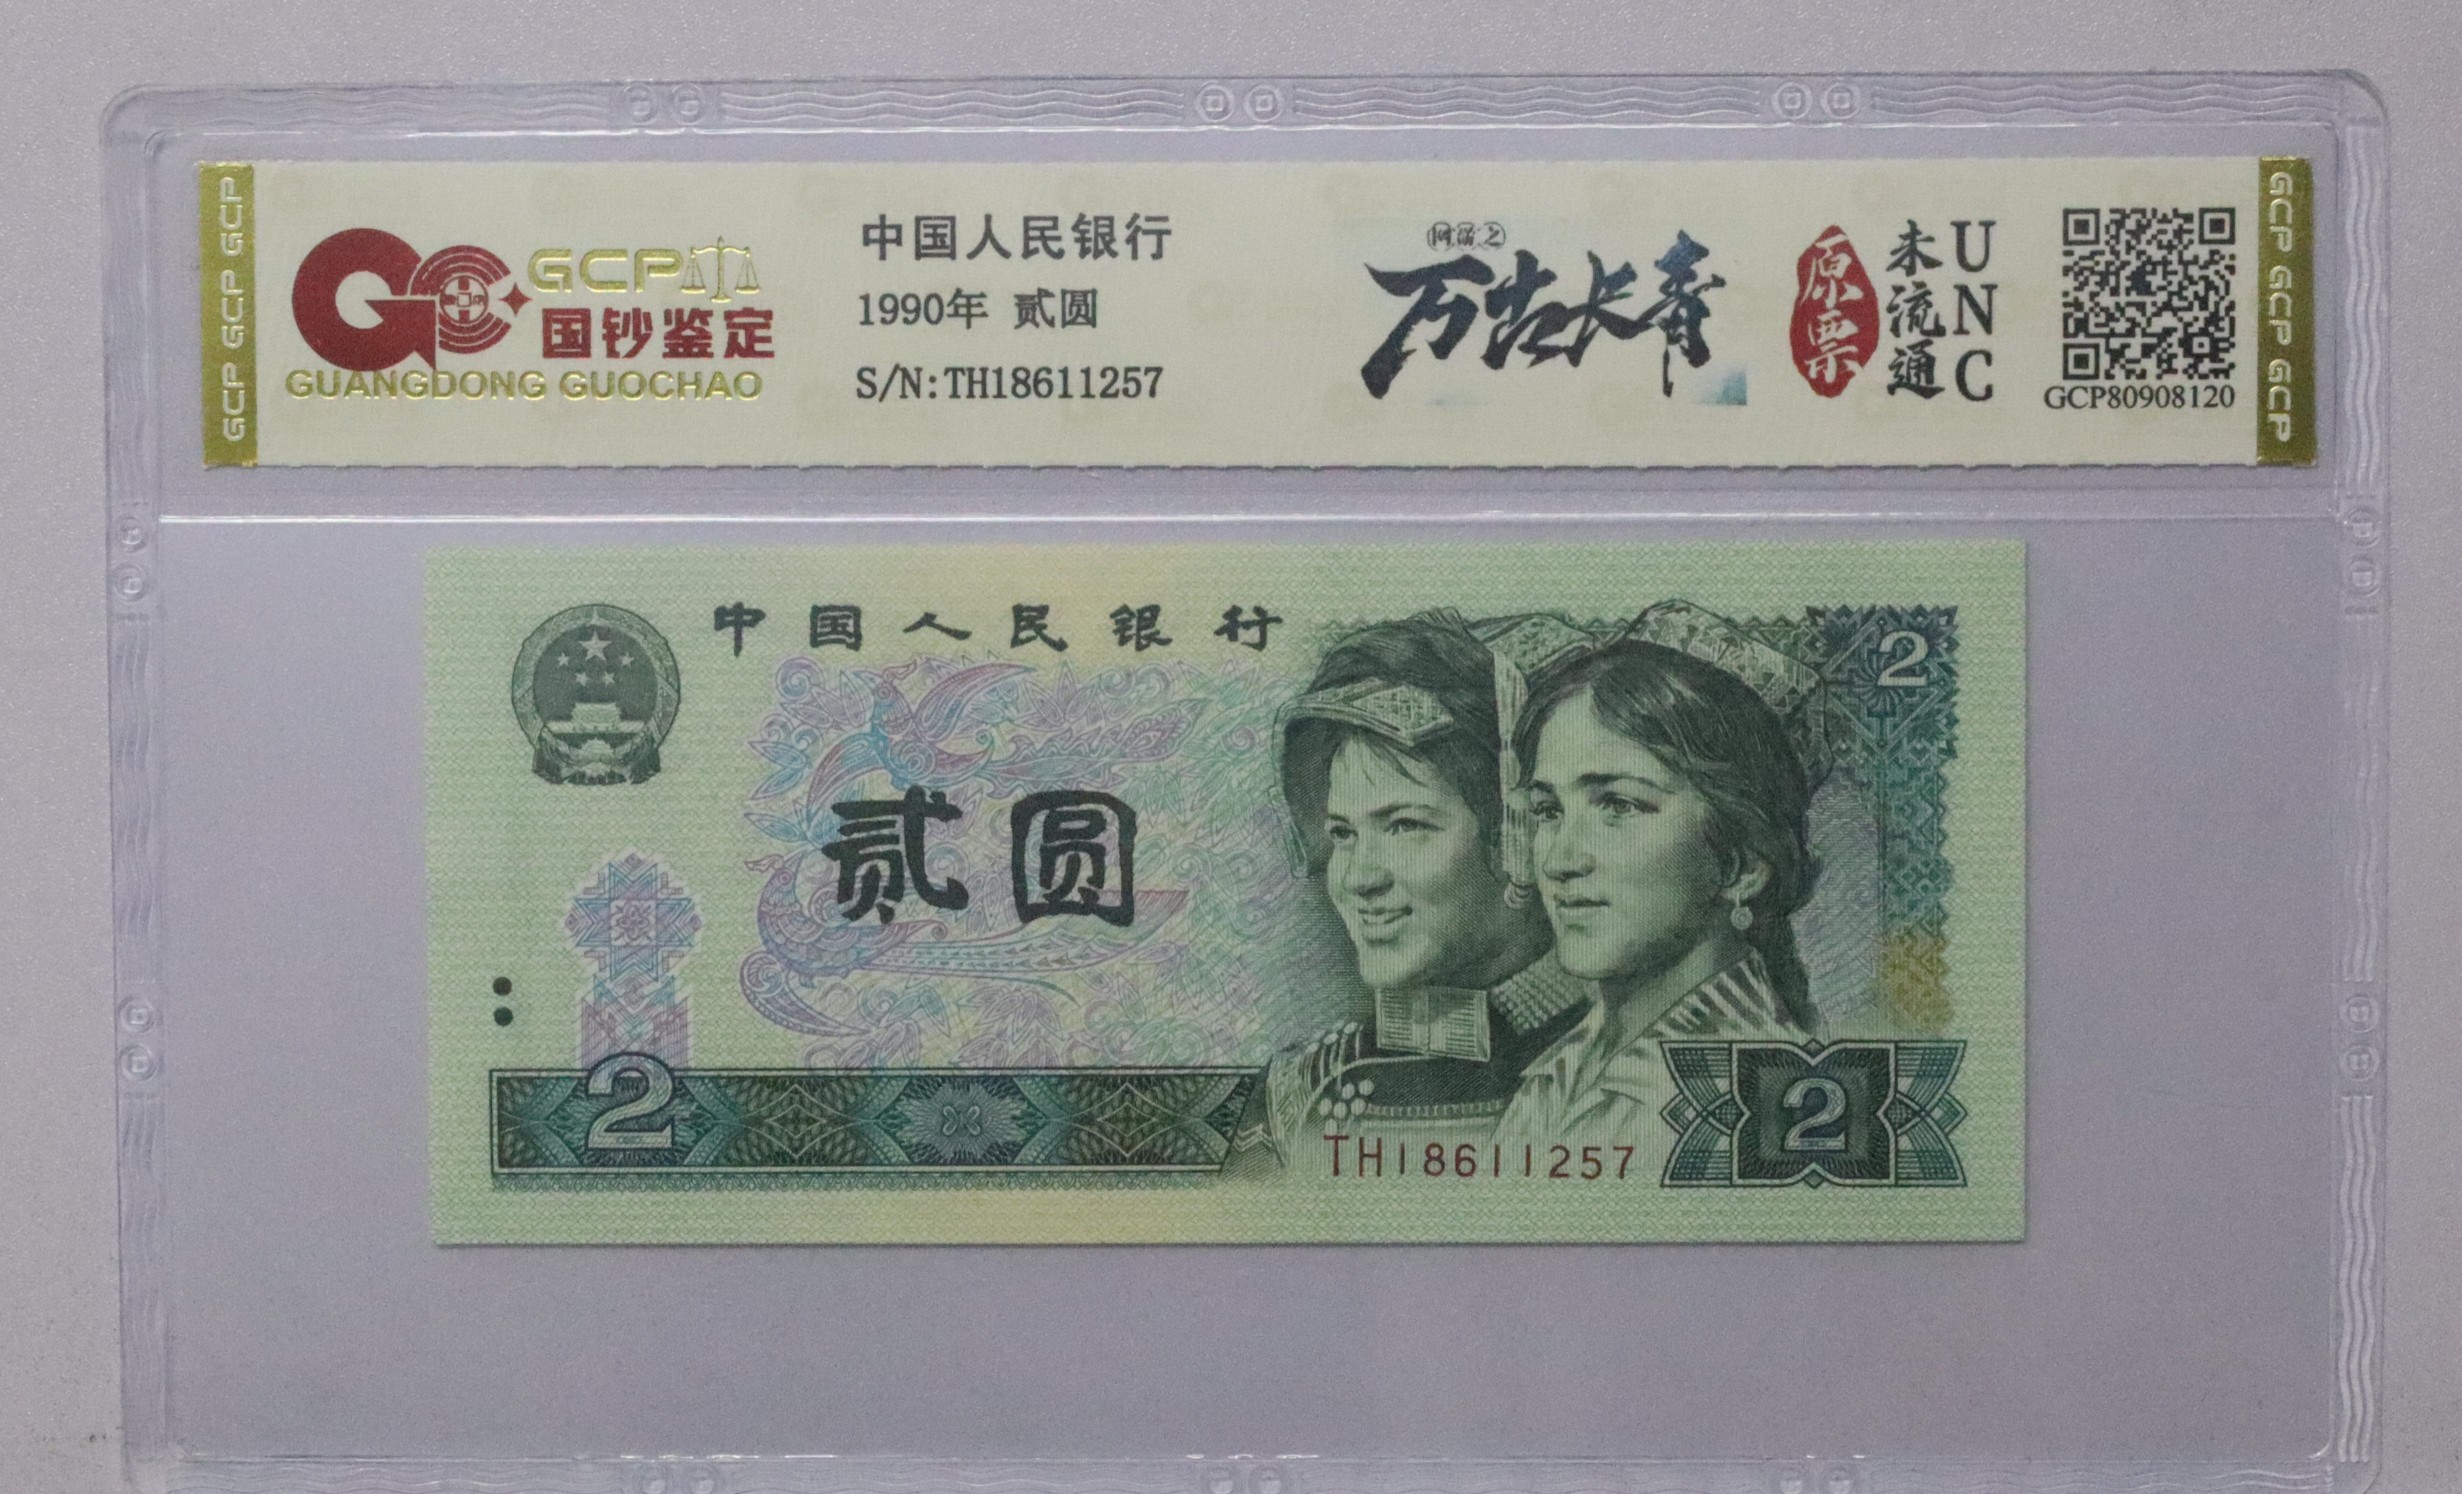 GCP GCP GCP
GCP
国钞鉴定
GUANGDONG GUOCHAO
中国人民银行
1990年 贰圆
S/N:TH18611257
万古长青
原票
未流通
UNC
GCP80908120
GCP GCP GCP
中国人民银行
2
贰圆
2
2
TH18611257